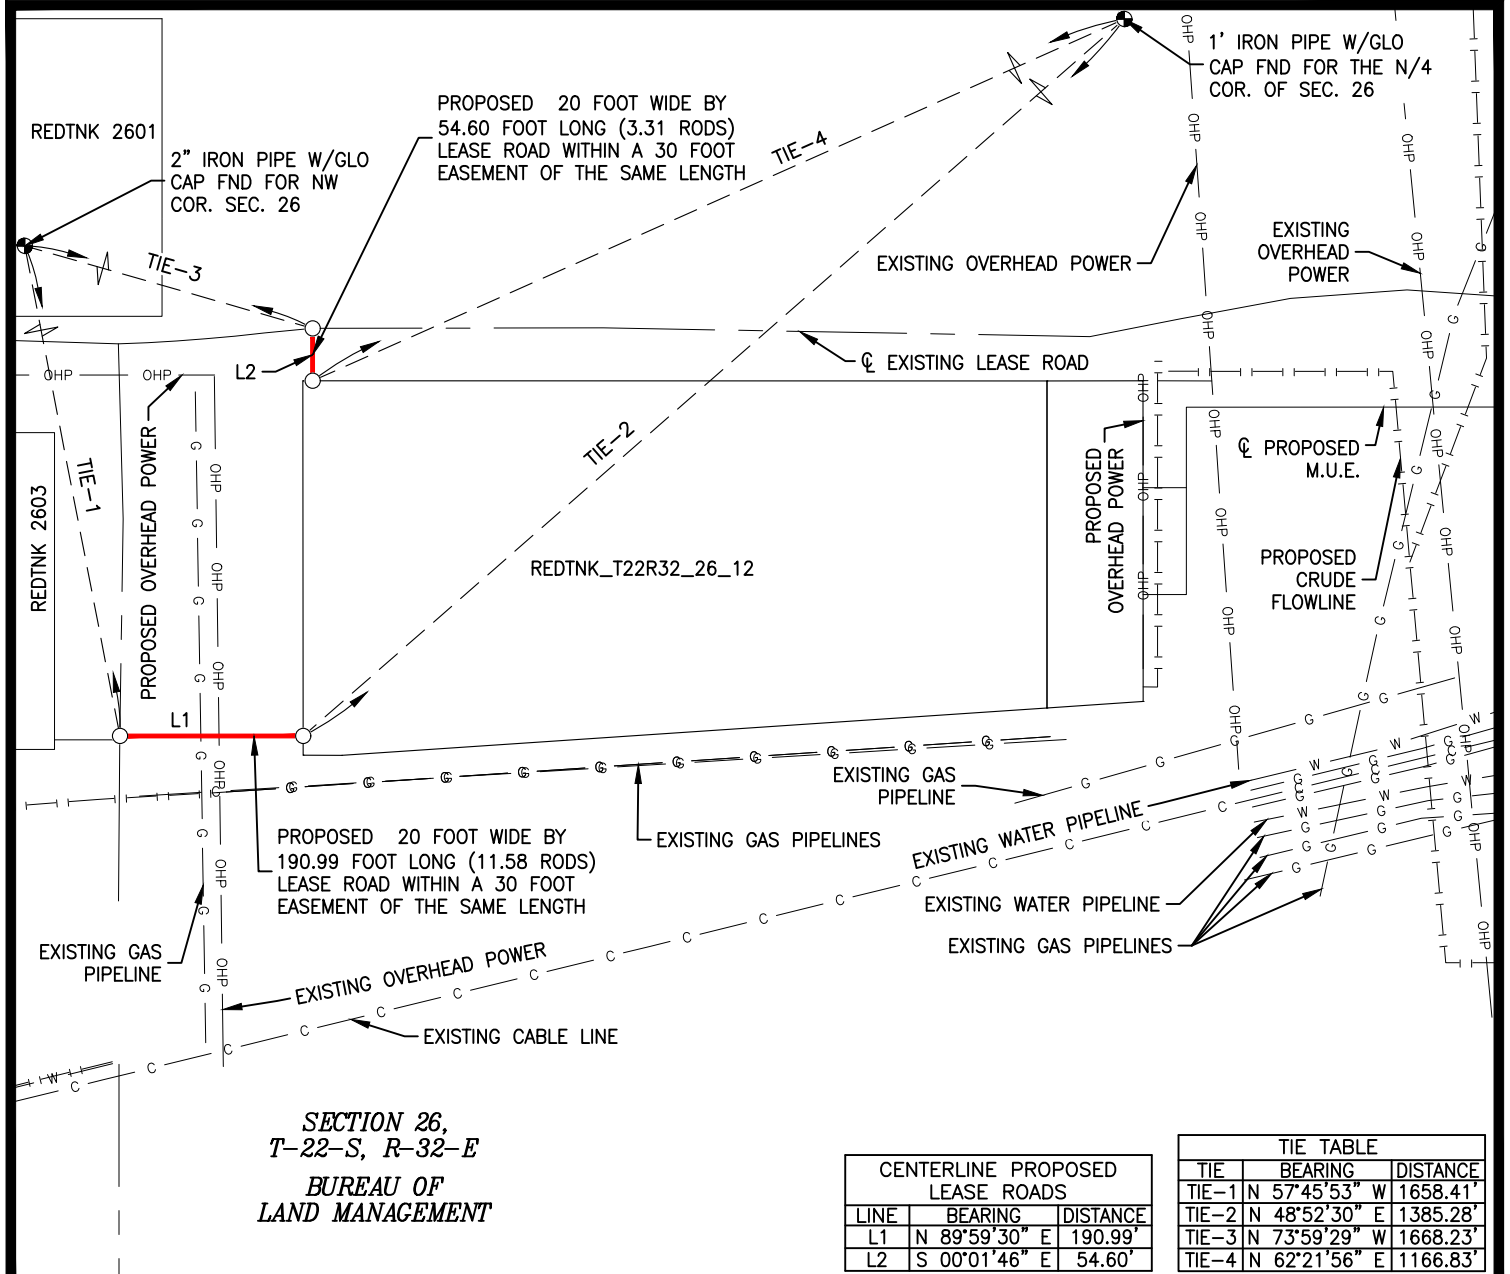 REDTNK 2601
2" IRON PIPE W/GLO
CAP FND FOR NW
COR. SEC. 26
PROPOSED 20 FOOT WIDE BY
54.60 FOOT LONG (3.31 RODS)
LEASE ROAD WITHIN A 30 FOOT
EASEMENT OF THE SAME LENGTH
1' IRON PIPE W/GLO
CAP FND FOR THE N/4
COR. OF SEC. 26
TIE-4
TIE-3
EXISTING OVERHEAD POWER
EXISTING
OVERHEAD
POWER
L2
℄ EXISTING LEASE ROAD
TIE-1
TIE-2
REDTNK 2603
PROPOSED OVERHEAD POWER
REDTNK_T22R32_26_12
PROPOSED
OVERHEAD POWER
℄ PROPOSED
M.U.E.
PROPOSED
CRUDE
FLOWLINE
L1
EXISTING GAS
PIPELINE
EXISTING GAS PIPELINES
EXISTING WATER PIPELINE
PROPOSED 20 FOOT WIDE BY
190.99 FOOT LONG (11.58 RODS)
LEASE ROAD WITHIN A 30 FOOT
EASEMENT OF THE SAME LENGTH
EXISTING WATER PIPELINE
EXISTING GAS PIPELINES
EXISTING GAS
PIPELINE
EXISTING OVERHEAD POWER
EXISTING CABLE LINE
SECTION 26,
T-22-S, R-32-E
BUREAU OF
LAND MANAGEMENT
CENTERLINE PROPOSED
LEASE ROADS
LINE BEARING DISTANCE
L1 N 89°59'30" E 190.99'
L2 S 00°01'46" E 54.60'
TIE TABLE
TIE BEARING DISTANCE
TIE-1 N 57°45'53" W 1658.41'
TIE-2 N 48°52'30" E 1385.28'
TIE-3 N 73°59'29" W 1668.23'
TIE-4 N 62°21'56" E 1166.83'